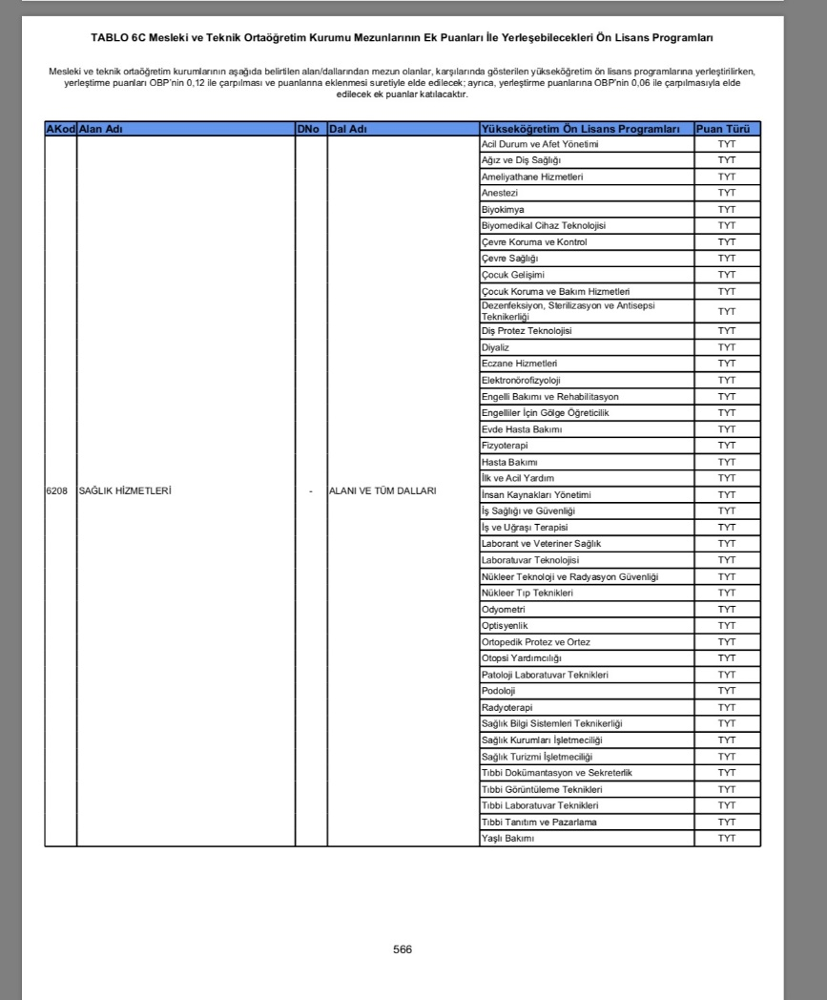 TABLO 6C Mesleki ve Teknik Ortaöğretim Kurumu Mezunlarının Ek Puanları İle Yerleşebilecekleri Ön Lisans Programları
Mesleki ve teknik ortaöğretim kurumlarının aşağıda belirtilen alan/dallarından mezun olanlar, karşılarında gösterilen yükseköğretim ön lisans programlarına yerleştirilirken,
yerleştirme puanları OBP'nin 0,12 ile çarpılması ve puanlarına eklenmesi suretiyle elde edilecek; ayrıca, yerleştirme puanlarına OBP'nin 0,06 ile çarpılmasıyla elde
edilecek ek puanlar katılacaktır.
AKod Alan Adı DNo Dal Adı Yükseköğretim Ön Lisans Programları Puan Türü
Acil Durum ve Afet Yönetimi TYT
Ağız ve Diş Sağlığı TYT
Ameliyathane Hizmetleri TYT
Anestezi TYT
Biyokimya TYT
Biyomedikal Cihaz Teknolojisi TYT
Çevre Koruma ve Kontrol TYT
Çevre Sağlığı TYT
Çocuk Gelişimi TYT
Çocuk Koruma ve Bakım Hizmetleri TYT
Dezenfeksiyon, Sterilizasyon ve Antisepsi
Teknikerliği TYT
Diş Protez Teknolojisi TYT
Diyaliz TYT
Eczane Hizmetleri TYT
Elektronörofizyoloji TYT
Engelli Bakımı ve Rehabilitasyon TYT
Engelliler İçin Gölge Öğreticilik TYT
Evde Hasta Bakımı TYT
Fizyoterapi TYT
Hasta Bakımı TYT
İlk ve Acil Yardım TYT
6208 SAĞLIK HİZMETLERİ - ALANI VE TÜM DALLARI İnsan Kaynakları Yönetimi TYT
İş Sağlığı ve Güvenliği TYT
İş ve Uğraşı Terapisi TYT
Laborant ve Veteriner Sağlık TYT
Laboratuvar Teknolojisi TYT
Nükleer Teknoloji ve Radyasyon Güvenliği TYT
Nükleer Tıp Teknikleri TYT
Odyometri TYT
Optisyenlik TYT
Ortopedik Protez ve Ortez TYT
Otopsi Yardımcılığı TYT
Patoloji Laboratuvar Teknikleri TYT
Podoloji TYT
Radyoterapi TYT
Sağlık Bilgi Sistemleri Teknikerliği TYT
Sağlık Kurumları İşletmeciliği TYT
Sağlık Turizmi İşletmeciliği TYT
Tıbbi Dokümantasyon ve Sekreterlik TYT
Tıbbi Görüntüleme Teknikleri TYT
Tıbbi Laboratuvar Teknikleri TYT
Tıbbi Tanıtım ve Pazarlama TYT
Yaşlı Bakımı TYT
566